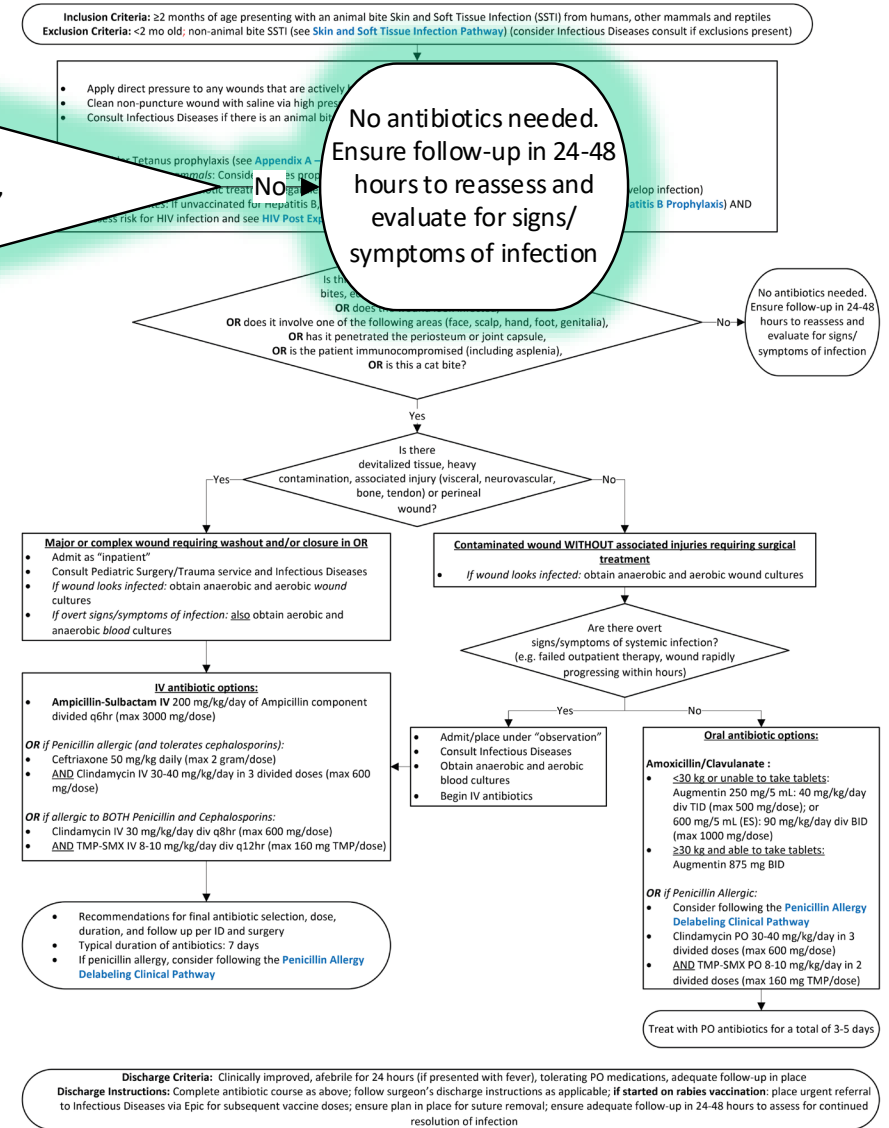 Inclusion Criteria: ≥2 months of age presenting with an animal bite Skin and Soft Tissue Infection (SSTI) from humans, other mammals and reptiles
Exclusion Criteria: <2 mo old; non-animal bite SSTI (see Skin and Soft Tissue Infection Pathway) (consider Infectious Diseases consult if exclusions present)
• Apply direct pressure to any wounds that are actively
• Clean non-puncture wound with saline via high
• Consult Infectious Diseases if there is an animal
Tetanus prophylaxis (see Appendix A –
velop infection)
If unvaccinated for Hepatitis B,
atitis B Prophylaxis) AND
risk for HIV infection and see HIV Post
No
No antibiotics needed.
Ensure follow-up in 24-48
hours to reassess and
evaluate for signs/
symptoms of infection
OR does
OR does it involve one of the following areas (face, scalp, hand, foot, genitalia),
OR has it penetrated the periosteum or joint capsule,
OR is the patient immunocompromised (including asplenia),
OR is this a cat bite?
No
No antibiotics needed.
Ensure follow-up in 24-48
hours to reassess and
evaluate for signs/
symptoms of infection
Yes
Is there
devitalized tissue, heavy
contamination, associated injury (visceral, neurovascular,
bone, tendon) or perineal
wound?
Yes
No
Major or complex wound requiring washout and/or closure in OR
• Admit as "inpatient"
• Consult Pediatric Surgery/Trauma service and Infectious Diseases
• If wound looks infected: obtain anaerobic and aerobic wound
cultures
• If overt signs/symptoms of infection: also obtain aerobic and
anaerobic blood cultures
Contaminated wound WITHOUT associated injuries requiring surgical
treatment
• If wound looks infected: obtain anaerobic and aerobic wound cultures
Are there overt
signs/symptoms of systemic infection?
(e.g. failed outpatient therapy, wound rapidly
progressing within hours)
Yes
No
IV antibiotic options:
• Ampicillin-Sulbactam IV 200 mg/kg/day of Ampicillin component
divided q6hr (max 3000 mg/dose)
OR if Penicillin allergic (and tolerates cephalosporins):
• Ceftriaxone 50 mg/kg daily (max 2 gram/dose)
• AND Clindamycin IV 30-40 mg/kg/day in 3 divided doses (max 600
mg/dose)
OR if allergic to BOTH Penicillin and Cephalosporins:
• Clindamycin IV 30 mg/kg/day div q8hr (max 600 mg/dose)
• AND TMP-SMX IV 8-10 mg/kg/day div q12hr (max 160 mg TMP/dose)
• Admit/place under "observation"
• Consult Infectious Diseases
• Obtain anaerobic and aerobic
blood cultures
• Begin IV antibiotics
Oral antibiotic options:
Amoxicillin/Clavulanate :
• <30 kg or unable to take tablets:
Augmentin 250 mg/5 mL: 40 mg/kg/day
div TID (max 500 mg/dose); or
600 mg/5 mL (ES): 90 mg/kg/day div BID
(max 1000 mg/dose)
• ≥30 kg and able to take tablets:
Augmentin 875 mg BID
OR if Penicillin Allergic:
• Consider following the Penicillin Allergy
Delabeling Clinical Pathway
• Clindamycin PO 30-40 mg/kg/day in 3
divided doses (max 600 mg/dose)
• AND TMP-SMX PO 8-10 mg/kg/day in 2
divided doses (max 160 mg TMP/dose)
• Recommendations for final antibiotic selection, dose,
duration, and follow up per ID and surgery
• Typical duration of antibiotics: 7 days
• If penicillin allergy, consider following the Penicillin Allergy
Delabeling Clinical Pathway
Treat with PO antibiotics for a total of 3-5 days
Discharge Criteria: Clinically improved, afebrile for 24 hours (if presented with fever), tolerating PO medications, adequate follow-up in place
Discharge Instructions: Complete antibiotic course as above; follow surgeon's discharge instructions as applicable; if started on rabies vaccination: place urgent referral
to Infectious Diseases via Epic for subsequent vaccine doses; ensure plan in place for suture removal; ensure adequate follow-up in 24-48 hours to assess for continued
resolution of infection